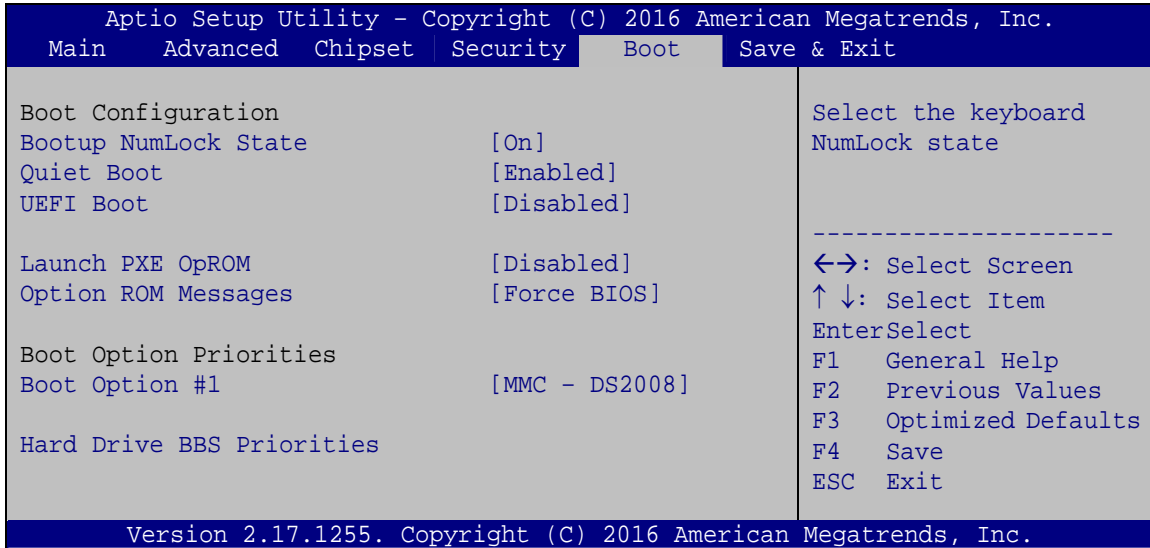 Aptio Setup Utility – Copyright (C) 2016 American Megatrends, Inc.
Main Advanced Chipset Security Boot Save & Exit
Boot Configuration
Bootup NumLock State [On]
Quiet Boot [Enabled]
UEFI Boot [Disabled]
Launch PXE OpROM [Disabled]
Option ROM Messages [Force BIOS]
Boot Option Priorities
Boot Option #1 [MMC – DS2008]
Hard Drive BBS Priorities
Select the keyboard
NumLock state
---------------------
←→: Select Screen
↑ ↓: Select Item
EnterSelect
F1 General Help
F2 Previous Values
F3 Optimized Defaults
F4 Save
ESC Exit
Version 2.17.1255. Copyright (C) 2016 American Megatrends, Inc.